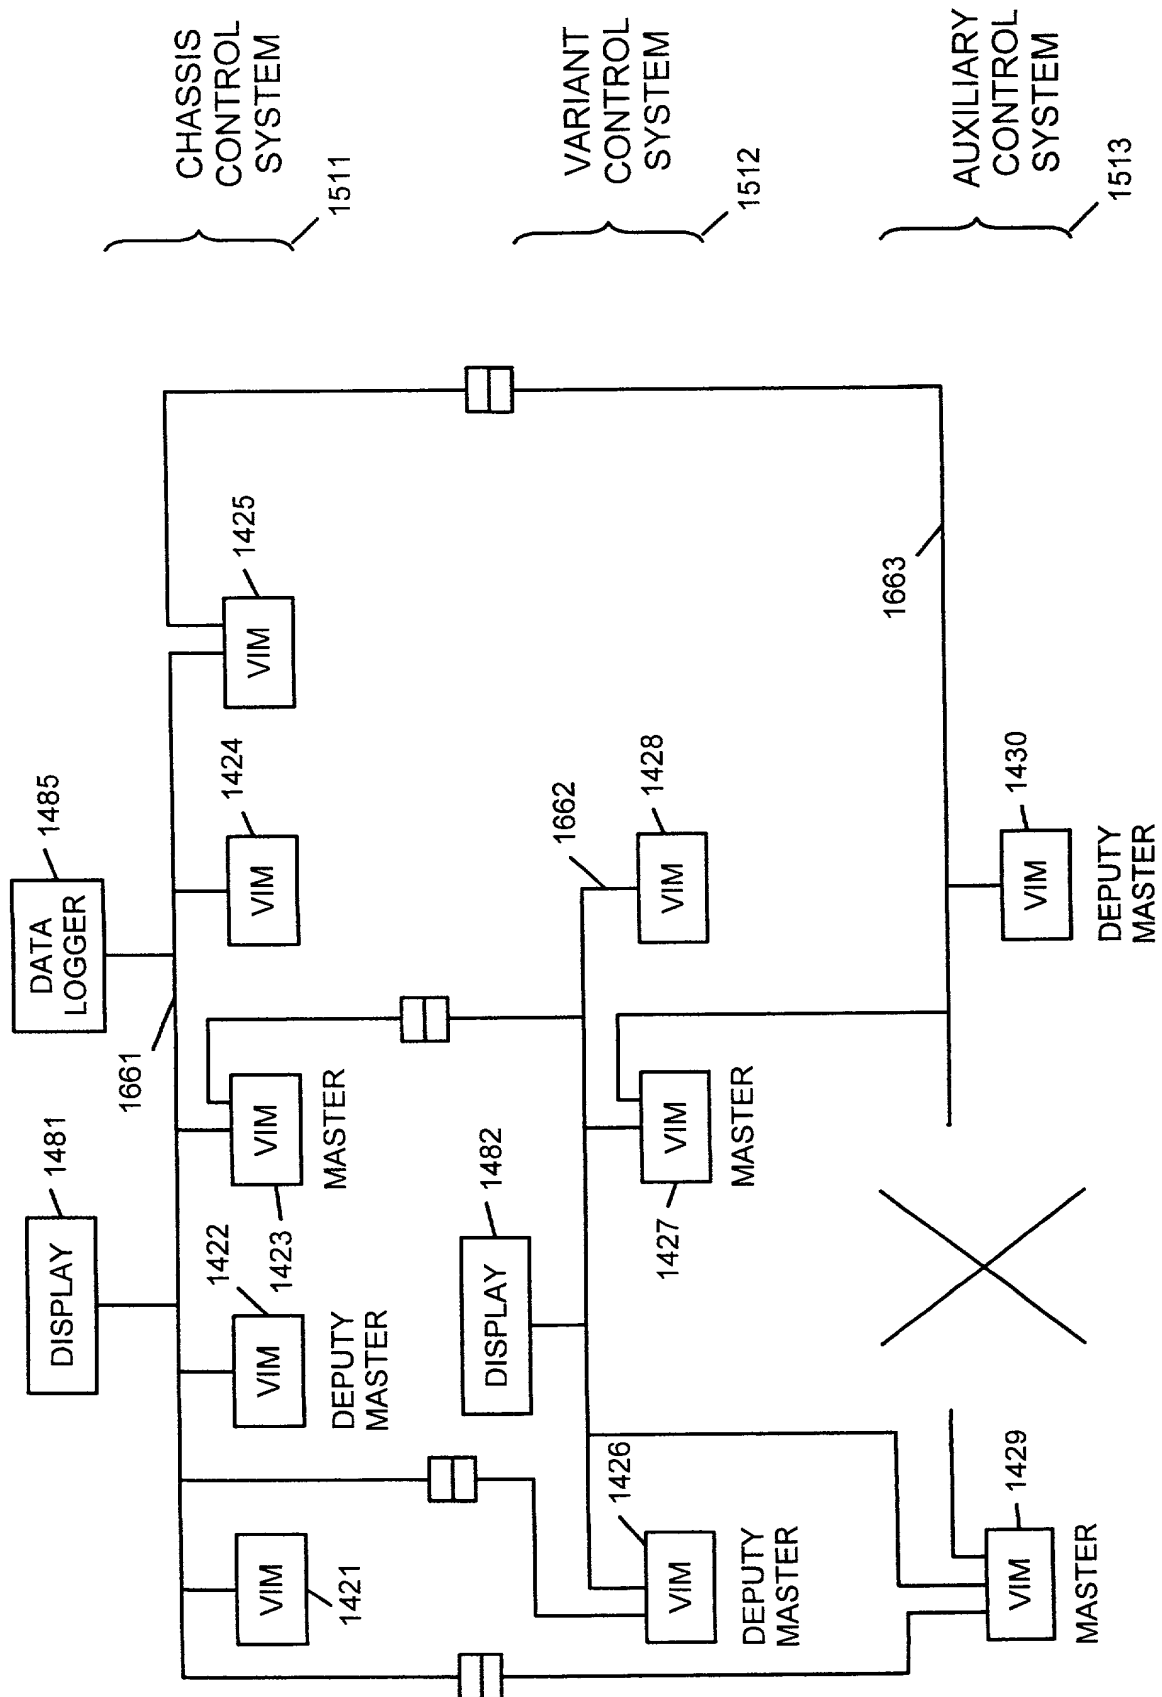 DATA
LOGGER
1485
DISPLAY
1481
1661
VIM
1421
VIM
1422
DEPUTY
MASTER
VIM
1423
MASTER
VIM
1424
VIM
1425
CHASSIS
CONTROL
SYSTEM
1511
DISPLAY
1482
1662
VIM
1426
DEPUTY
MASTER
VIM
1427
MASTER
VIM
1428
VARIANT
CONTROL
SYSTEM
1512
1663
VIM
1429
MASTER
VIM
1430
DEPUTY
MASTER
AUXILIARY
CONTROL
SYSTEM
1513